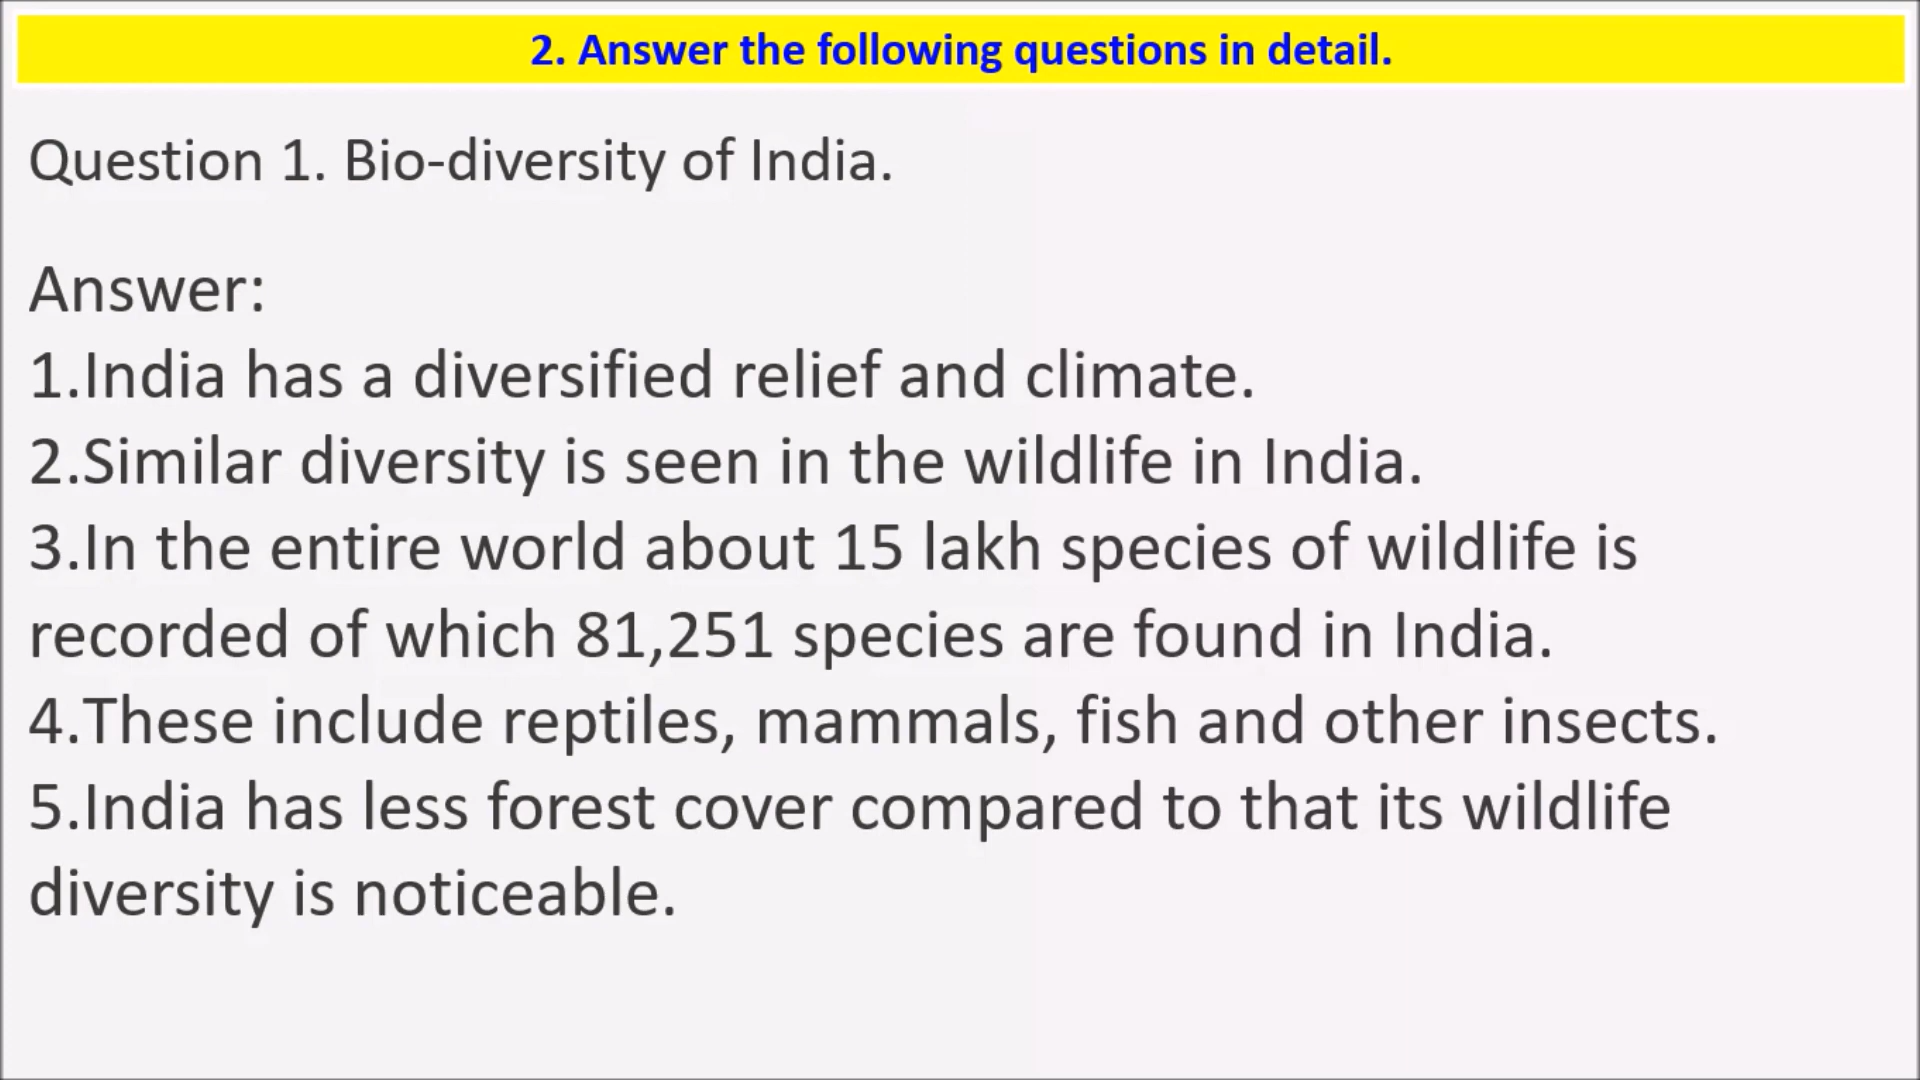 2. Answer the following questions in detail.
Question 1. Bio-diversity of India.
Answer:
1.India has a diversified relief and climate.
2.Similar diversity is seen in the wildlife in India.
3.In the entire world about 15 lakh species of wildlife is
recorded of which 81,251 species are found in India.
4.These include reptiles, mammals, fish and other insects.
5.India has less forest cover compared to that its wildlife
diversity is noticeable.